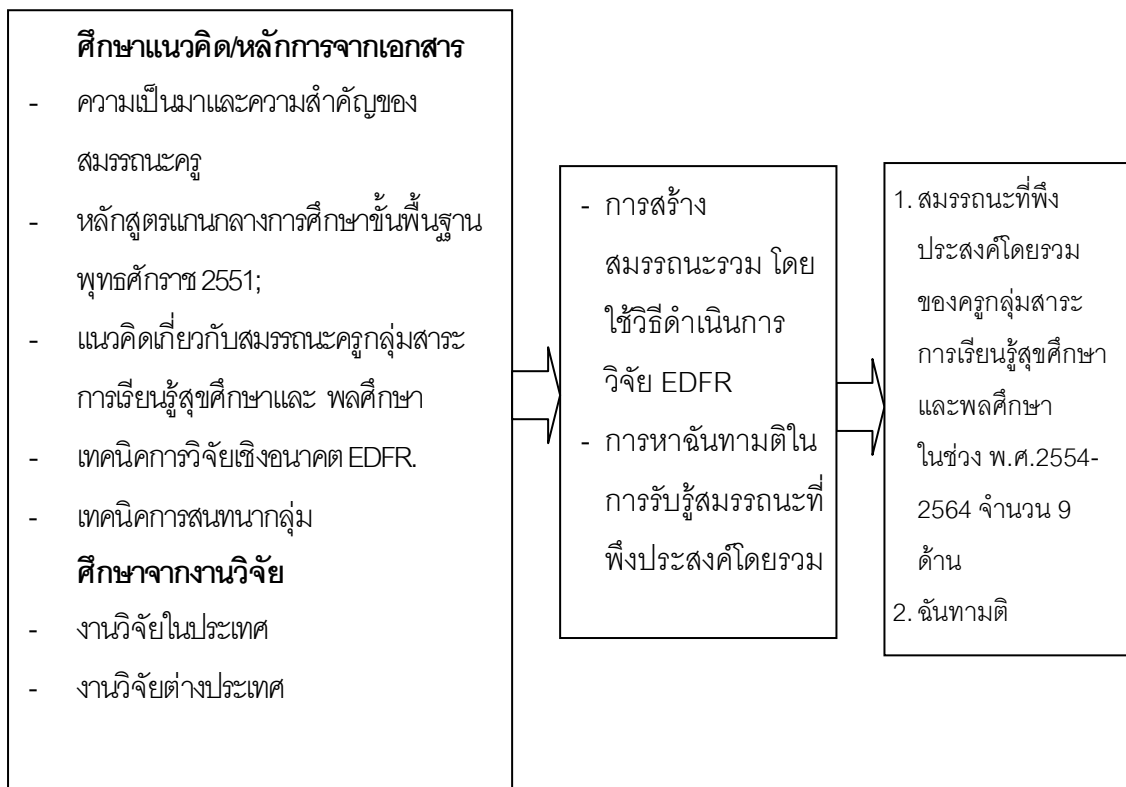 ศึกษาแนวคิด/หลักการจากเอกสาร
- ความเป็นมาและความสำคัญของ
สมรรถนะครู
- หลักสูตรแกนกลางการศึกษาขั้นพื้นฐาน
พุทธศักราช 2551;
- แนวคิดเกี่ยวกับสมรรถนะครูกลุ่มสาระ
การเรียนรู้สุขศึกษาและ พลศึกษา
- เทคนิคการวิจัยเชิงอนาคต EDFR.
- เทคนิคการสนทนากลุ่ม
ศึกษาจากงานวิจัย
- งานวิจัยในประเทศ
- งานวิจัยต่างประเทศ
- การสร้าง
สมรรถนะรวม โดย
ใช้วิธีดำเนินการ
วิจัย EDFR
- การหาฉันทามติใน
การรับรู้สมรรถนะที่
พึงประสงค์โดยรวม
1. สมรรถนะที่พึง
ประสงค์โดยรวม
ของครูกลุ่มสาระ
การเรียนรู้สุขศึกษา
และพลศึกษา
ในช่วง พ.ศ.2554-
2564 จำนวน 9
ด้าน
2. ฉันทามติ